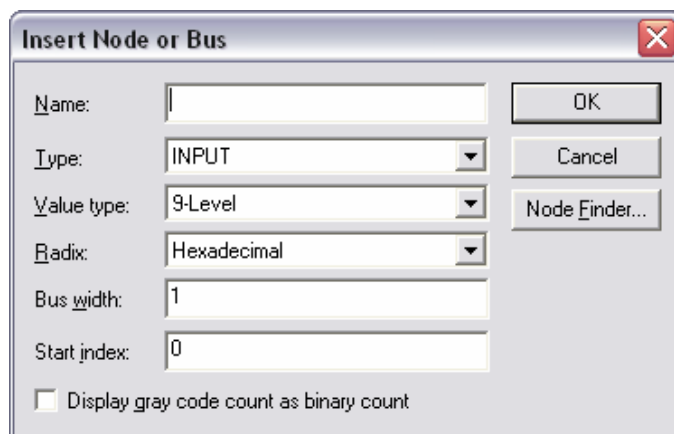 Insert Node or Bus
Name:
OK
Type: INPUT
Cancel
Value type: 9-Level
Node Finder...
Radix: Hexadecimal
Bus width: 1
Start index: 0
Display gray code count as binary count